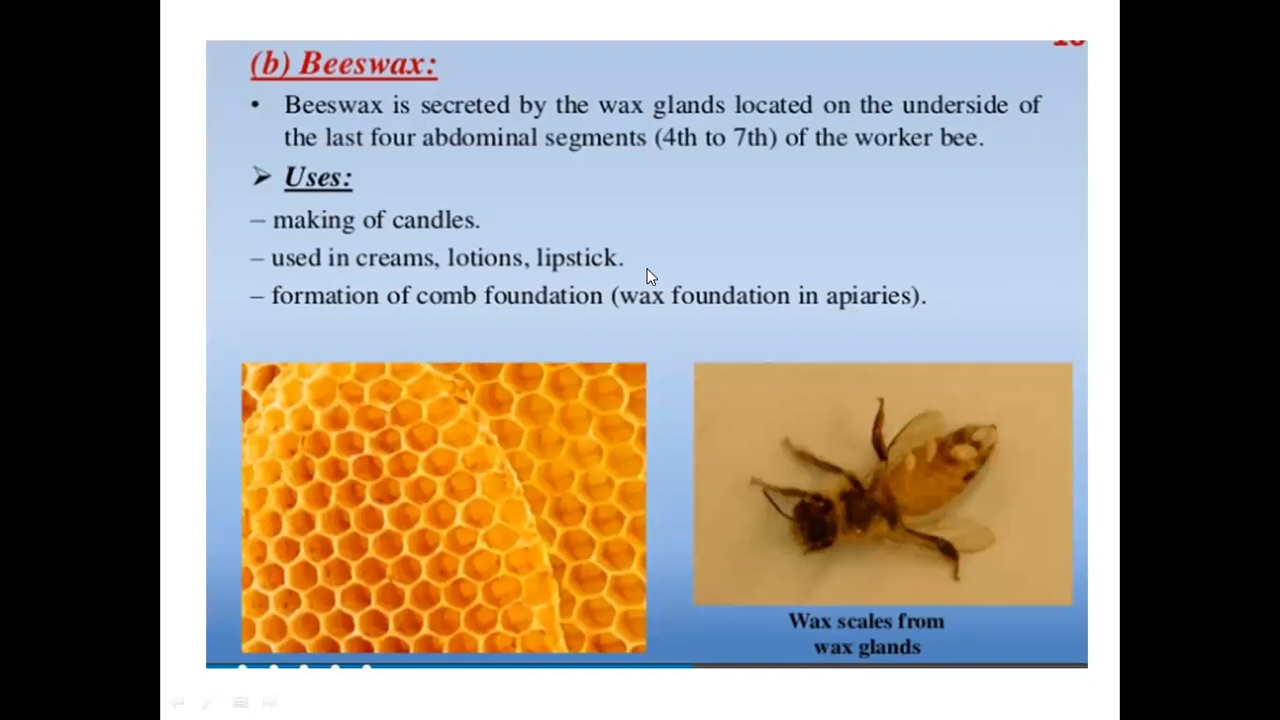 (b) Beeswax:
• Beeswax is secreted by the wax glands located on the underside of
the last four abdominal segments (4th to 7th) of the worker bee.
➢ Uses:
– making of candles.
– used in creams, lotions, lipstick.
– formation of comb foundation (wax foundation in apiaries).
Wax scales from
wax glands